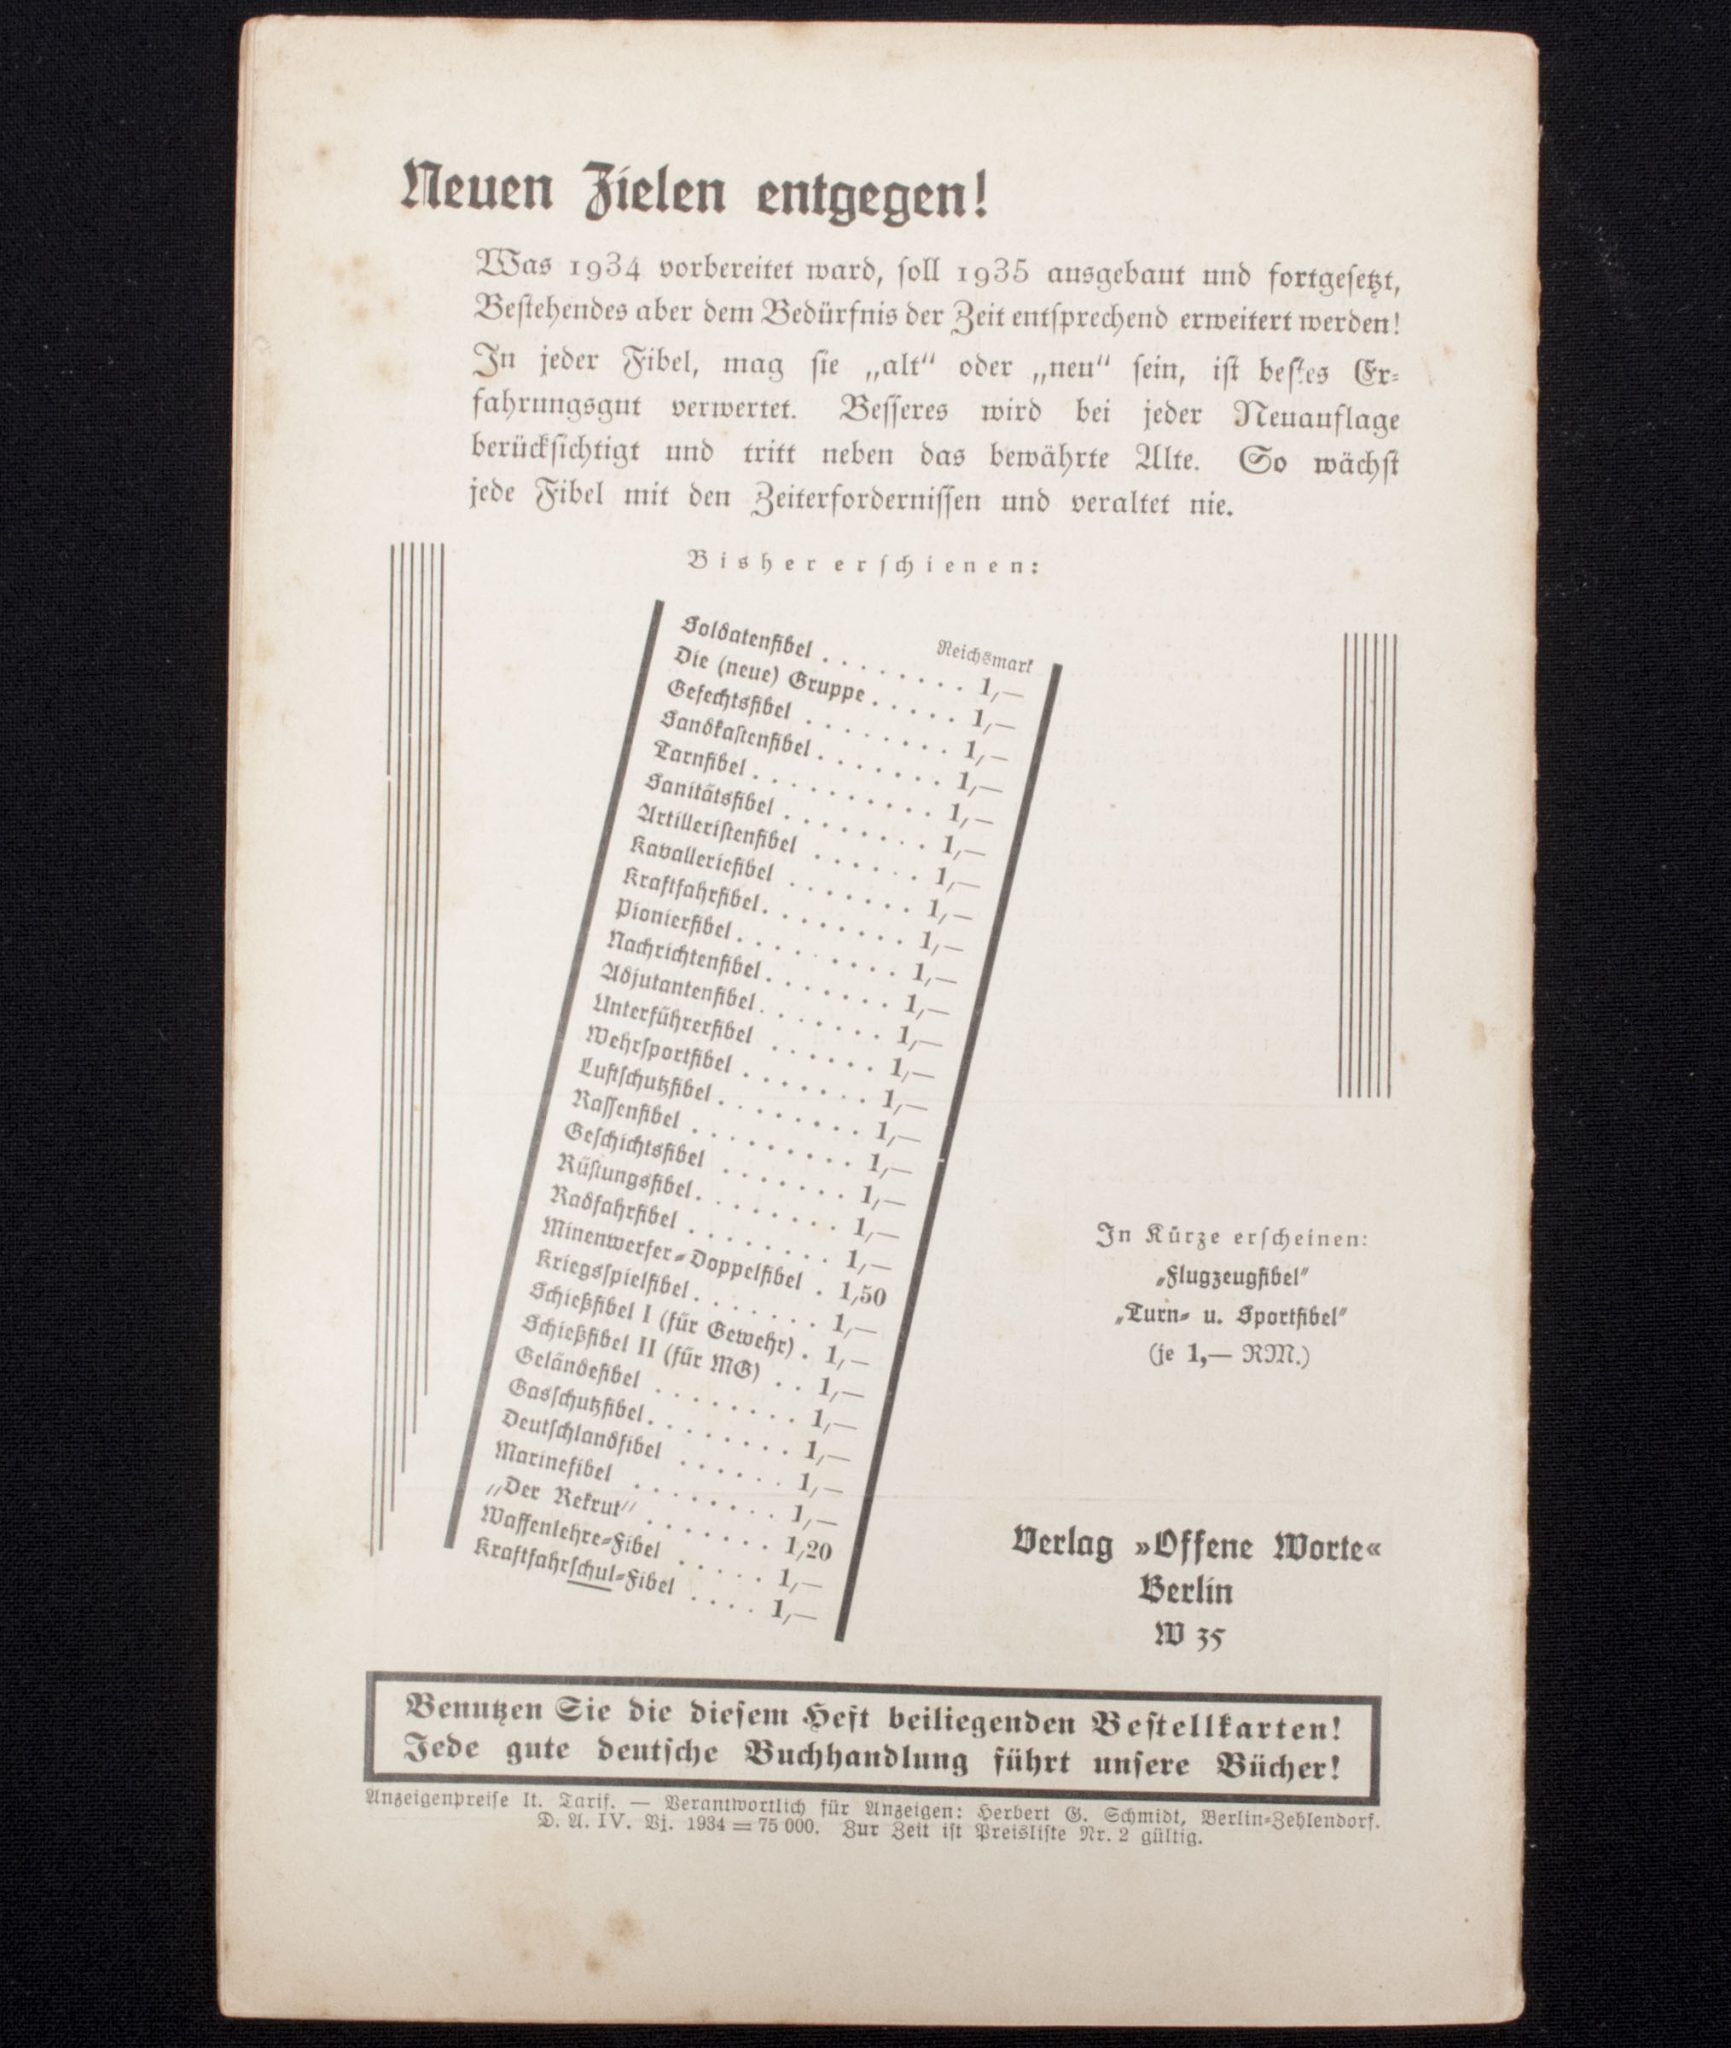 Neuen Zielen entgegen!
Was 1934 vorbereitet ward, soll 1935 ausgebaut und fortgesetzt,
Bestehendes aber dem Bedürfnis der Zeit entsprechend erweitert werden!
In jeder Fibel, mag sie „alt“ oder „neu“ sein, ist bestes Er-
fahrungsgut verwertet. Besseres wird bei jeder Neuauflage
berücksichtigt und tritt neben das bewährte Alte. So wächst
jede Fibel mit den Zeiterfordernissen und veraltet nie.
Bisher erschienen:
Reichsmark
Soldatenfibel . . . . . . . . 1,—
Die (neue) Gruppe . . . . . 1,—
Gefechtsfibel . . . . . . . . 1,—
Sandkastenfibel . . . . . . . 1,—
Tarnfibel . . . . . . . . . . 1,—
Sanitätsfibel . . . . . . . . 1,—
Artilleristenfibel . . . . . . 1,—
Kavalleriefibel . . . . . . . 1,—
Kraftfahrfibel . . . . . . . . 1,—
Pionierfibel . . . . . . . . . 1,—
Nachrichtenfibel . . . . . . . 1,—
Adjutantenfibel . . . . . . . 1,—
Unterführerfibel . . . . . . 1,—
Wehrsportfibel . . . . . . . 1,—
Luftschutzfibel . . . . . . . . 1,—
Rassenfibel . . . . . . . . . 1,—
Geschichtsfibel . . . . . . . 1,—
Rüstungsfibel . . . . . . . . 1,—
Radfahrfibel . . . . . . . . 1,—
Minenwerfer-Doppelfibel . 1,50
Kriegsspielfibel . . . . . . . 1,—
Schießfibel I (für Gewehr) . 1,—
Schießfibel II (für MG) . . 1,—
Geländefibel . . . . . . . . 1,—
Gasschutzfibel . . . . . . . . 1,—
Deutschlandfibel . . . . . . 1,—
Marinefibel . . . . . . . . 1,—
„Der Rekrut“ . . . . . . . 1,20
Waffenlehre-Fibel . . . . . 1,—
Kraftfahrschul-Fibel . . . . 1,—
In Kürze erscheinen:
„Flugzeugfibel“
„Turn- u. Sportfibel“
(je 1,— RM.)
Verlag »Offene Worte«
Berlin
W 35
Benutzen Sie die diesem Heft beiliegenden Bestellkarten!
Jede gute deutsche Buchhandlung führt unsere Bücher!
Anzeigenpreise lt. Tarif. — Verantwortlich für Anzeigen: Herbert G. Schmidt, Berlin-Zehlendorf.
D. A. IV. Vj. 1934 = 75 000. Zur Zeit ist Preisliste Nr. 2 gültig.